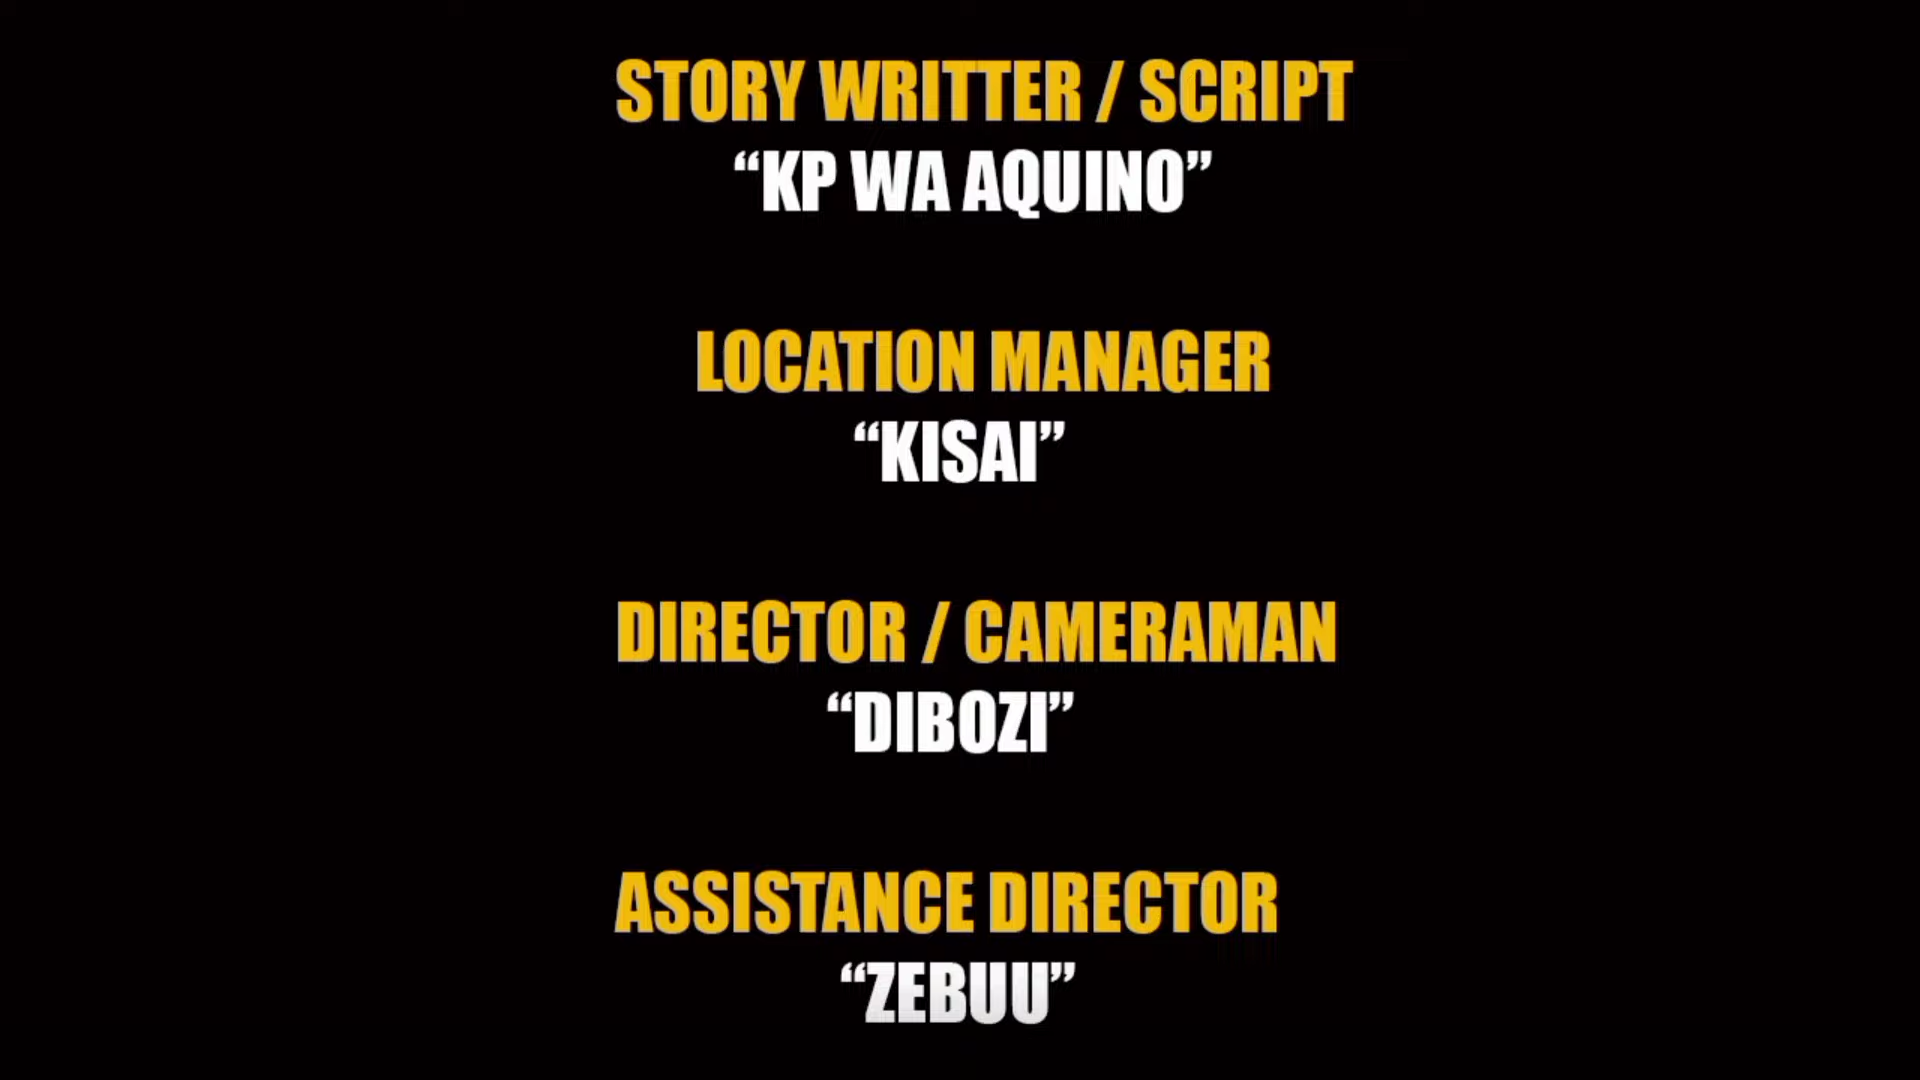 STORY WRITTER / SCRIPT
“KP WA AQUINO”
LOCATION MANAGER
“KISAI”
DIRECTOR / CAMERAMAN
“DIBOZI”
ASSISTANCE DIRECTOR
“ZEBUU”